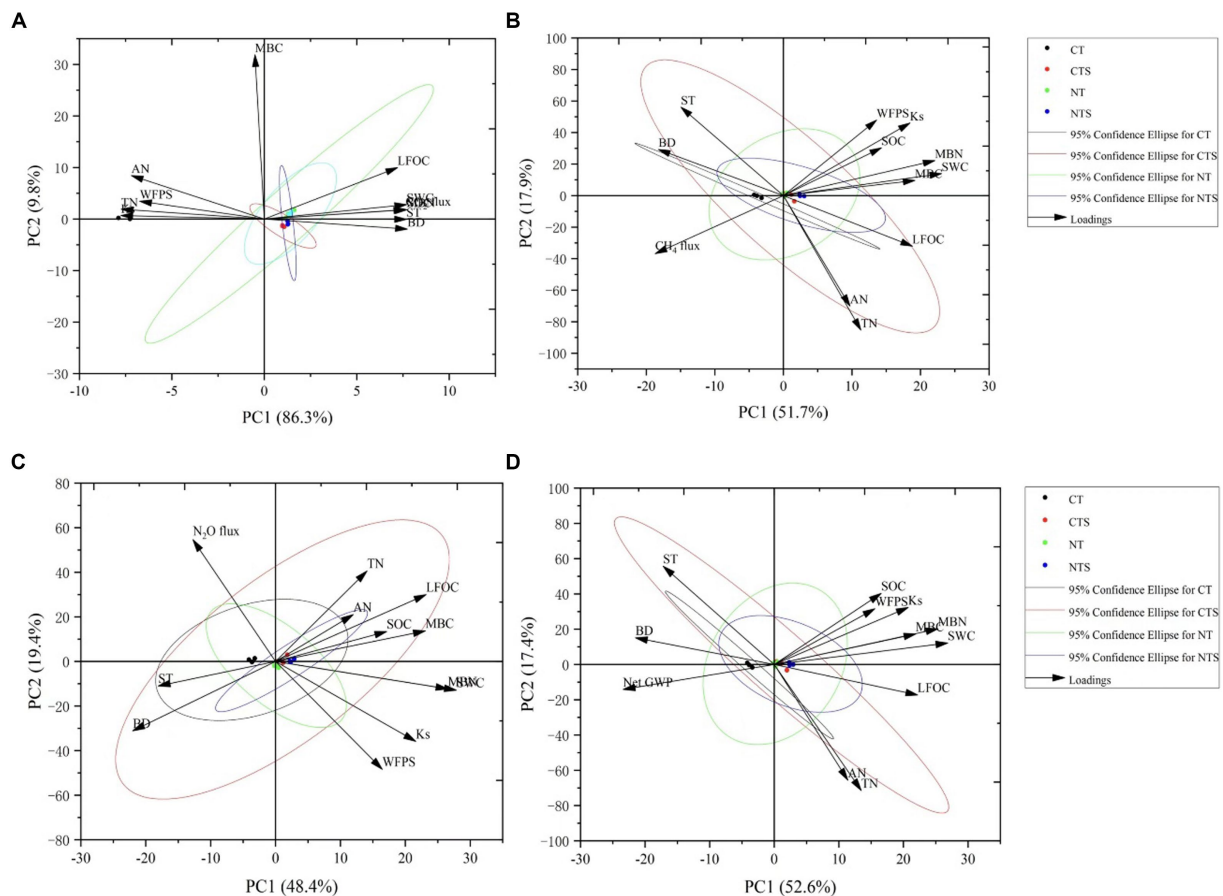 A
MBC
LFOC
AN
WFPS
TN
SWC
flux
ST
BD
30
20
10
0
-10
-20
-30
-10
-5
0
5
10
PC2 (9.8%)
PC1 (86.3%)
B
ST
BD
WFPS
Ks
SOC
MBN
SWC
MBC
CH4 flux
LFOC
AN
TN
100
80
60
40
20
0
−20
−40
−60
−80
−100
-30
-20
-10
0
10
20
30
PC2 (17.9%)
PC1 (51.7%)
CT
CTS
NT
NTS
95% Confidence Ellipse for CT
95% Confidence Ellipse for CTS
95% Confidence Ellipse for NT
95% Confidence Ellipse for NTS
Loadings
C
N2O flux
TN
LFOC
AN
SOC
MBC
ST
MBN
SWC
BD
Ks
WFPS
80
60
40
20
0
-20
-40
-60
-80
-30
-20
-10
0
10
20
30
PC2 (19.4%)
PC1 (48.4%)
D
ST
SOC
WFPS
Ks
BD
MBC
MBN
SWC
Net GWP
LFOC
AN
TN
100
80
60
40
20
0
-20
-40
-60
-80
-100
-30
-20
-10
0
10
20
30
PC2 (17.4%)
PC1 (52.6%)
CT
CTS
NT
NTS
95% Confidence Ellipse for CT
95% Confidence Ellipse for CTS
95% Confidence Ellipse for NT
95% Confidence Ellipse for NTS
Loadings